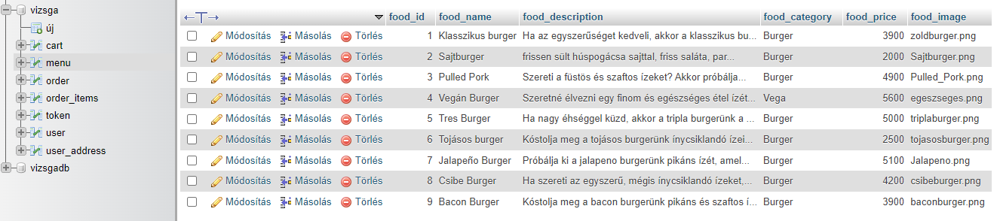 vizsga
új
cart
menu
order
order_items
token
user
user_address
vizsgadb
food_id food_name food_description food_category food_price food_image
Módosítás Másolás Törlés 1 Klasszikus burger Ha az egyszerűséget kedveli, akkor a klasszikus bu... Burger 3900 zoldburger.png
Módosítás Másolás Törlés 2 Sajtburger frissen sült húspogácsa sajttal, friss saláta, par... Burger 2000 Sajtburger.png
Módosítás Másolás Törlés 3 Pulled Pork Szereti a füstös és szaftos ízeket? Akkor próbálja... Burger 4900 Pulled_Pork.png
Módosítás Másolás Törlés 4 Vegán Burger Szeretné élvezni egy finom és egészséges étel ízét... Vega 5600 egeszseges.png
Módosítás Másolás Törlés 5 Tres Burger Ha nagy éhséggel küzd, akkor a tripla burgerünk a ... Burger 5000 triplaburger.png
Módosítás Másolás Törlés 6 Tojásos burger Kóstolja meg a tojásos burgerünk ínycsiklandó ízei... Burger 2500 tojasosburger.png
Módosítás Másolás Törlés 7 Jalapeño Burger Próbálja ki a jalapeno burgerünk pikáns ízét, amel... Burger 5100 Jalapeno.png
Módosítás Másolás Törlés 8 Csibe Burger Ha szereti az egyszerű, mégis ínycsiklandó ízeket,... Burger 4200 csibeburger.png
Módosítás Másolás Törlés 9 Bacon Burger Kóstolja meg a bacon burgerünk pikáns és szaftos í... Burger 3900 baconburger.png